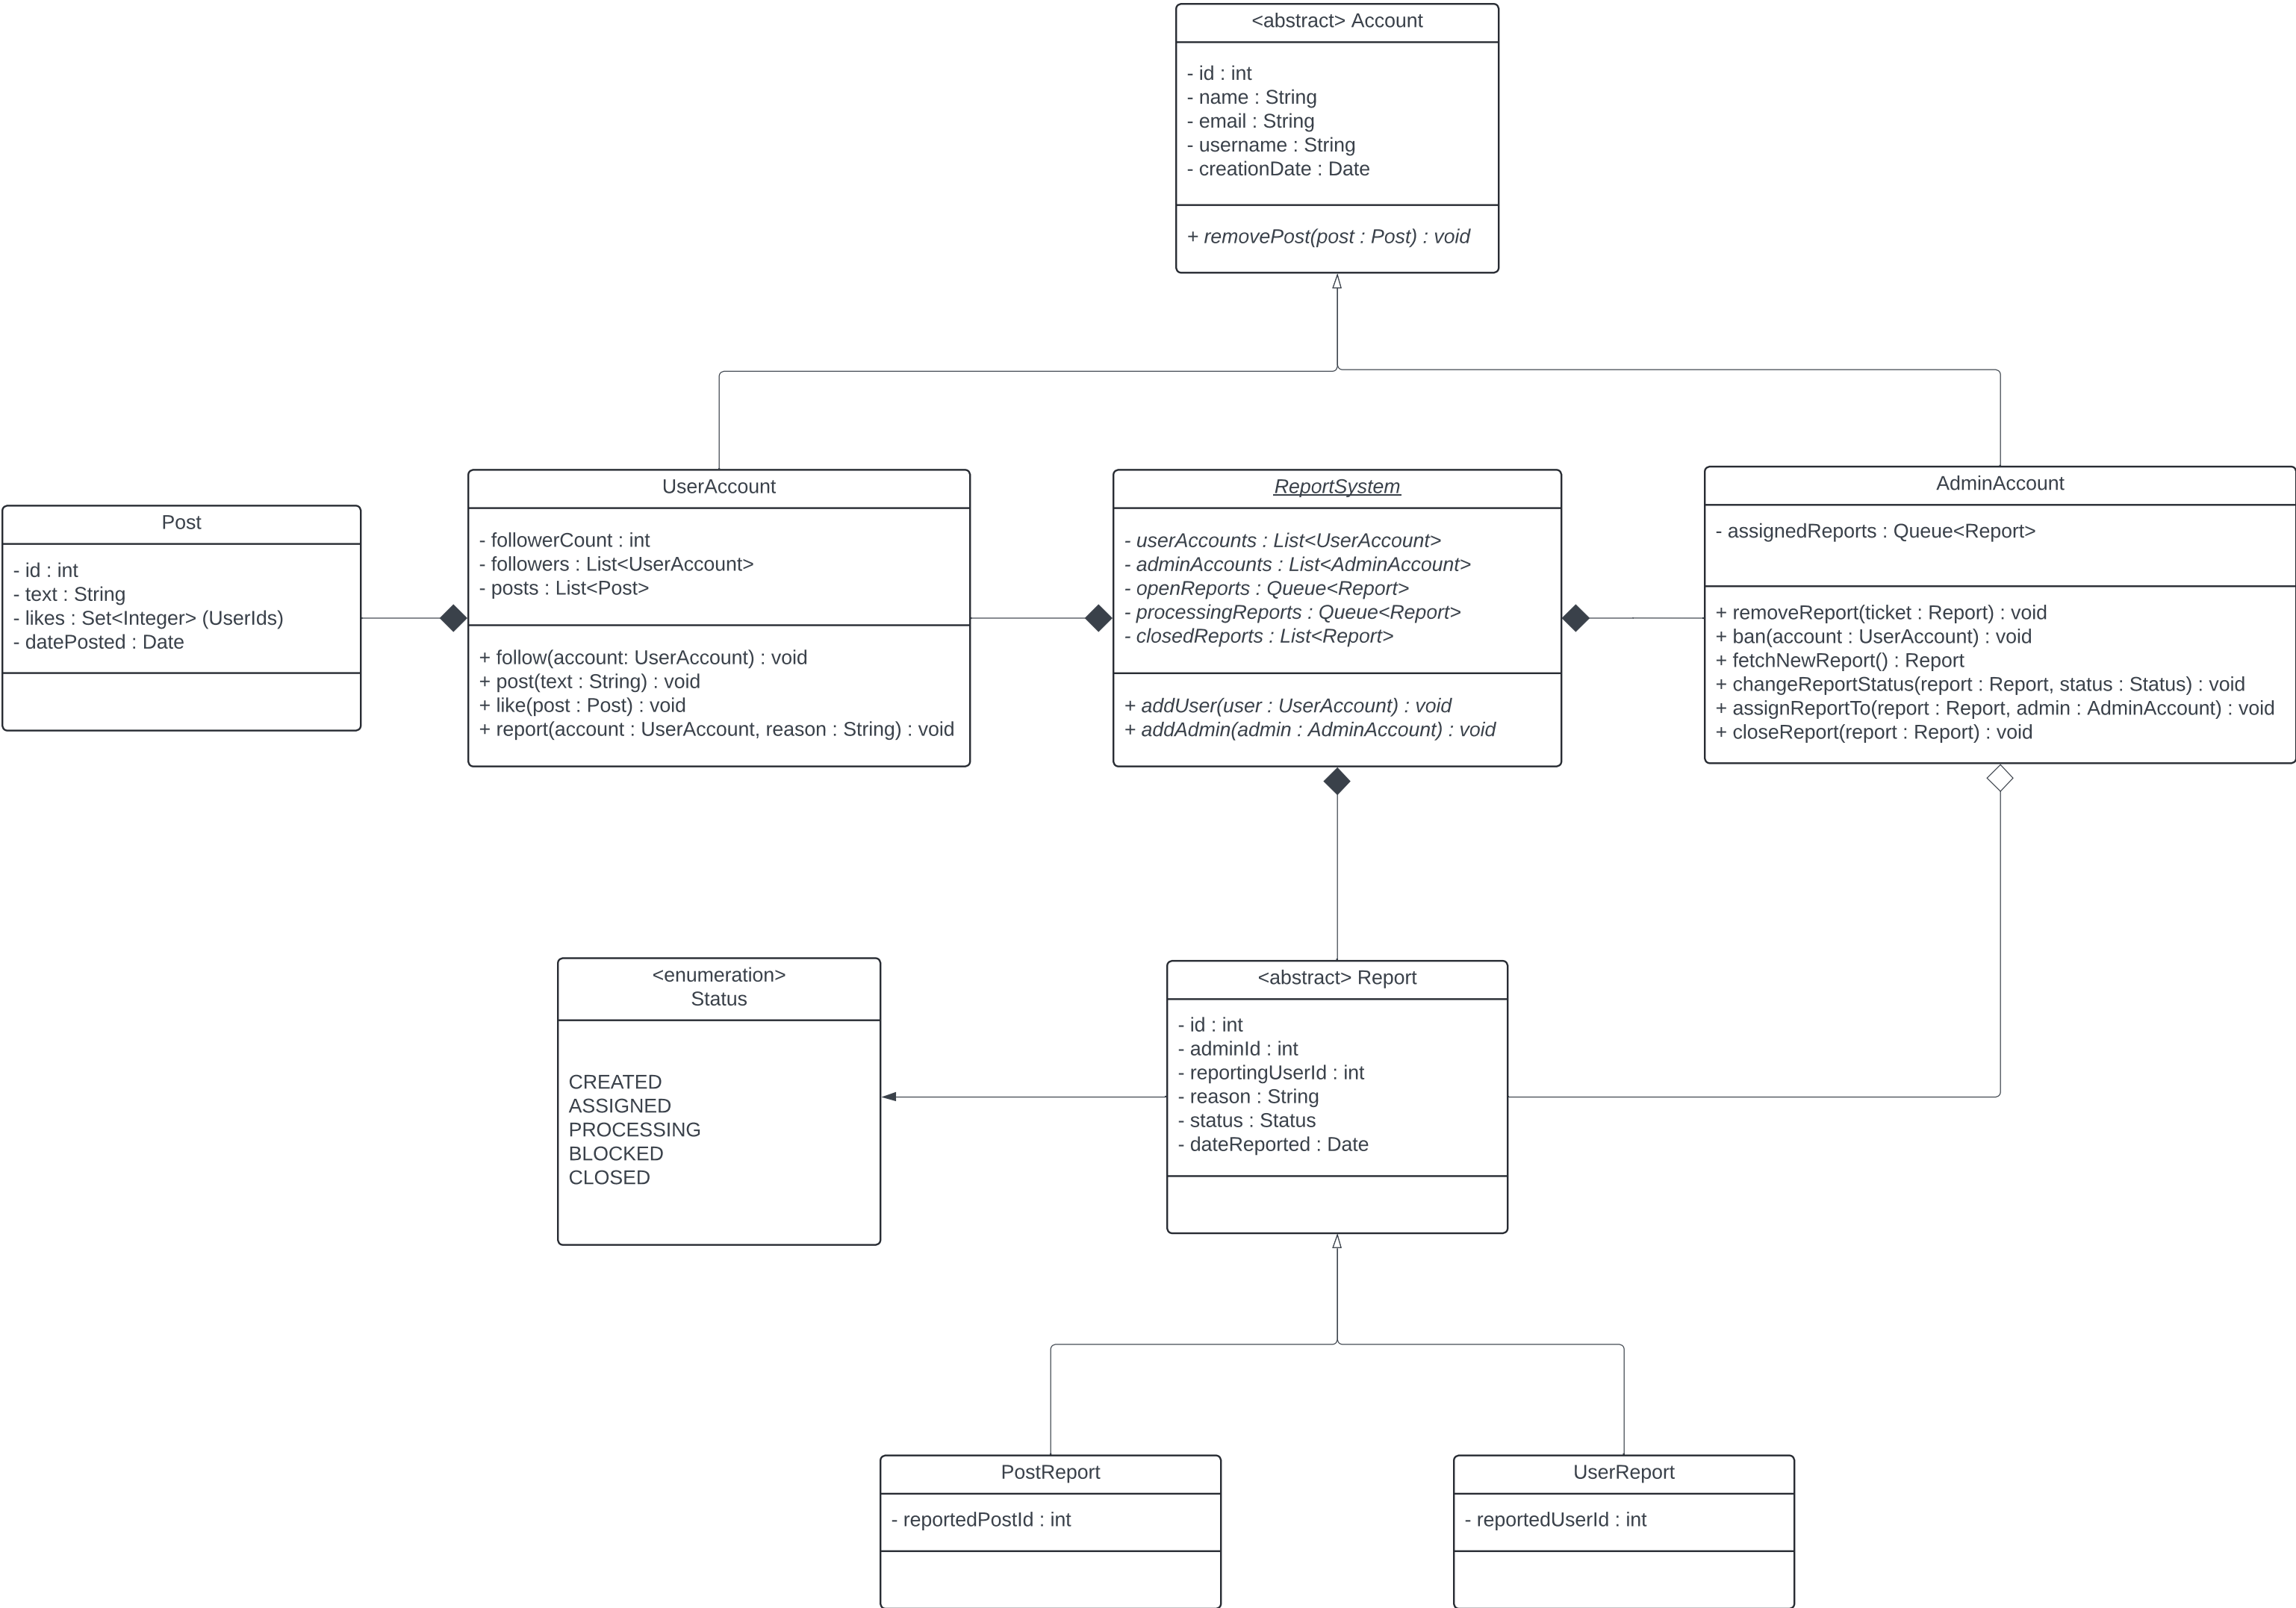 <abstract> Account
- id : int
- name : String
- email : String
- username : String
- creationDate : Date
+ removePost(post : Post) : void
Post
- id : int
- text : String
- likes : Set<Integer> (UserIds)
- datePosted : Date
UserAccount
- followerCount : int
- followers : List<UserAccount>
- posts : List<Post>
+ follow(account: UserAccount) : void
+ post(text : String) : void
+ like(post : Post) : void
+ report(account : UserAccount, reason : String) : void
ReportSystem
- userAccounts : List<UserAccount>
- adminAccounts : List<AdminAccount>
- openReports : Queue<Report>
- processingReports : Queue<Report>
- closedReports : List<Report>
+ addUser(user : UserAccount) : void
+ addAdmin(admin : AdminAccount) : void
AdminAccount
- assignedReports : Queue<Report>
+ removeReport(ticket : Report) : void
+ ban(account : UserAccount) : void
+ fetchNewReport() : Report
+ changeReportStatus(report : Report, status : Status) : void
+ assignReportTo(report : Report, admin : AdminAccount) : void
+ closeReport(report : Report) : void
<enumeration>
Status
CREATED
ASSIGNED
PROCESSING
BLOCKED
CLOSED
<abstract> Report
- id : int
- adminId : int
- reportingUserId : int
- reason : String
- status : Status
- dateReported : Date
PostReport
- reportedPostId : int
UserReport
- reportedUserId : int